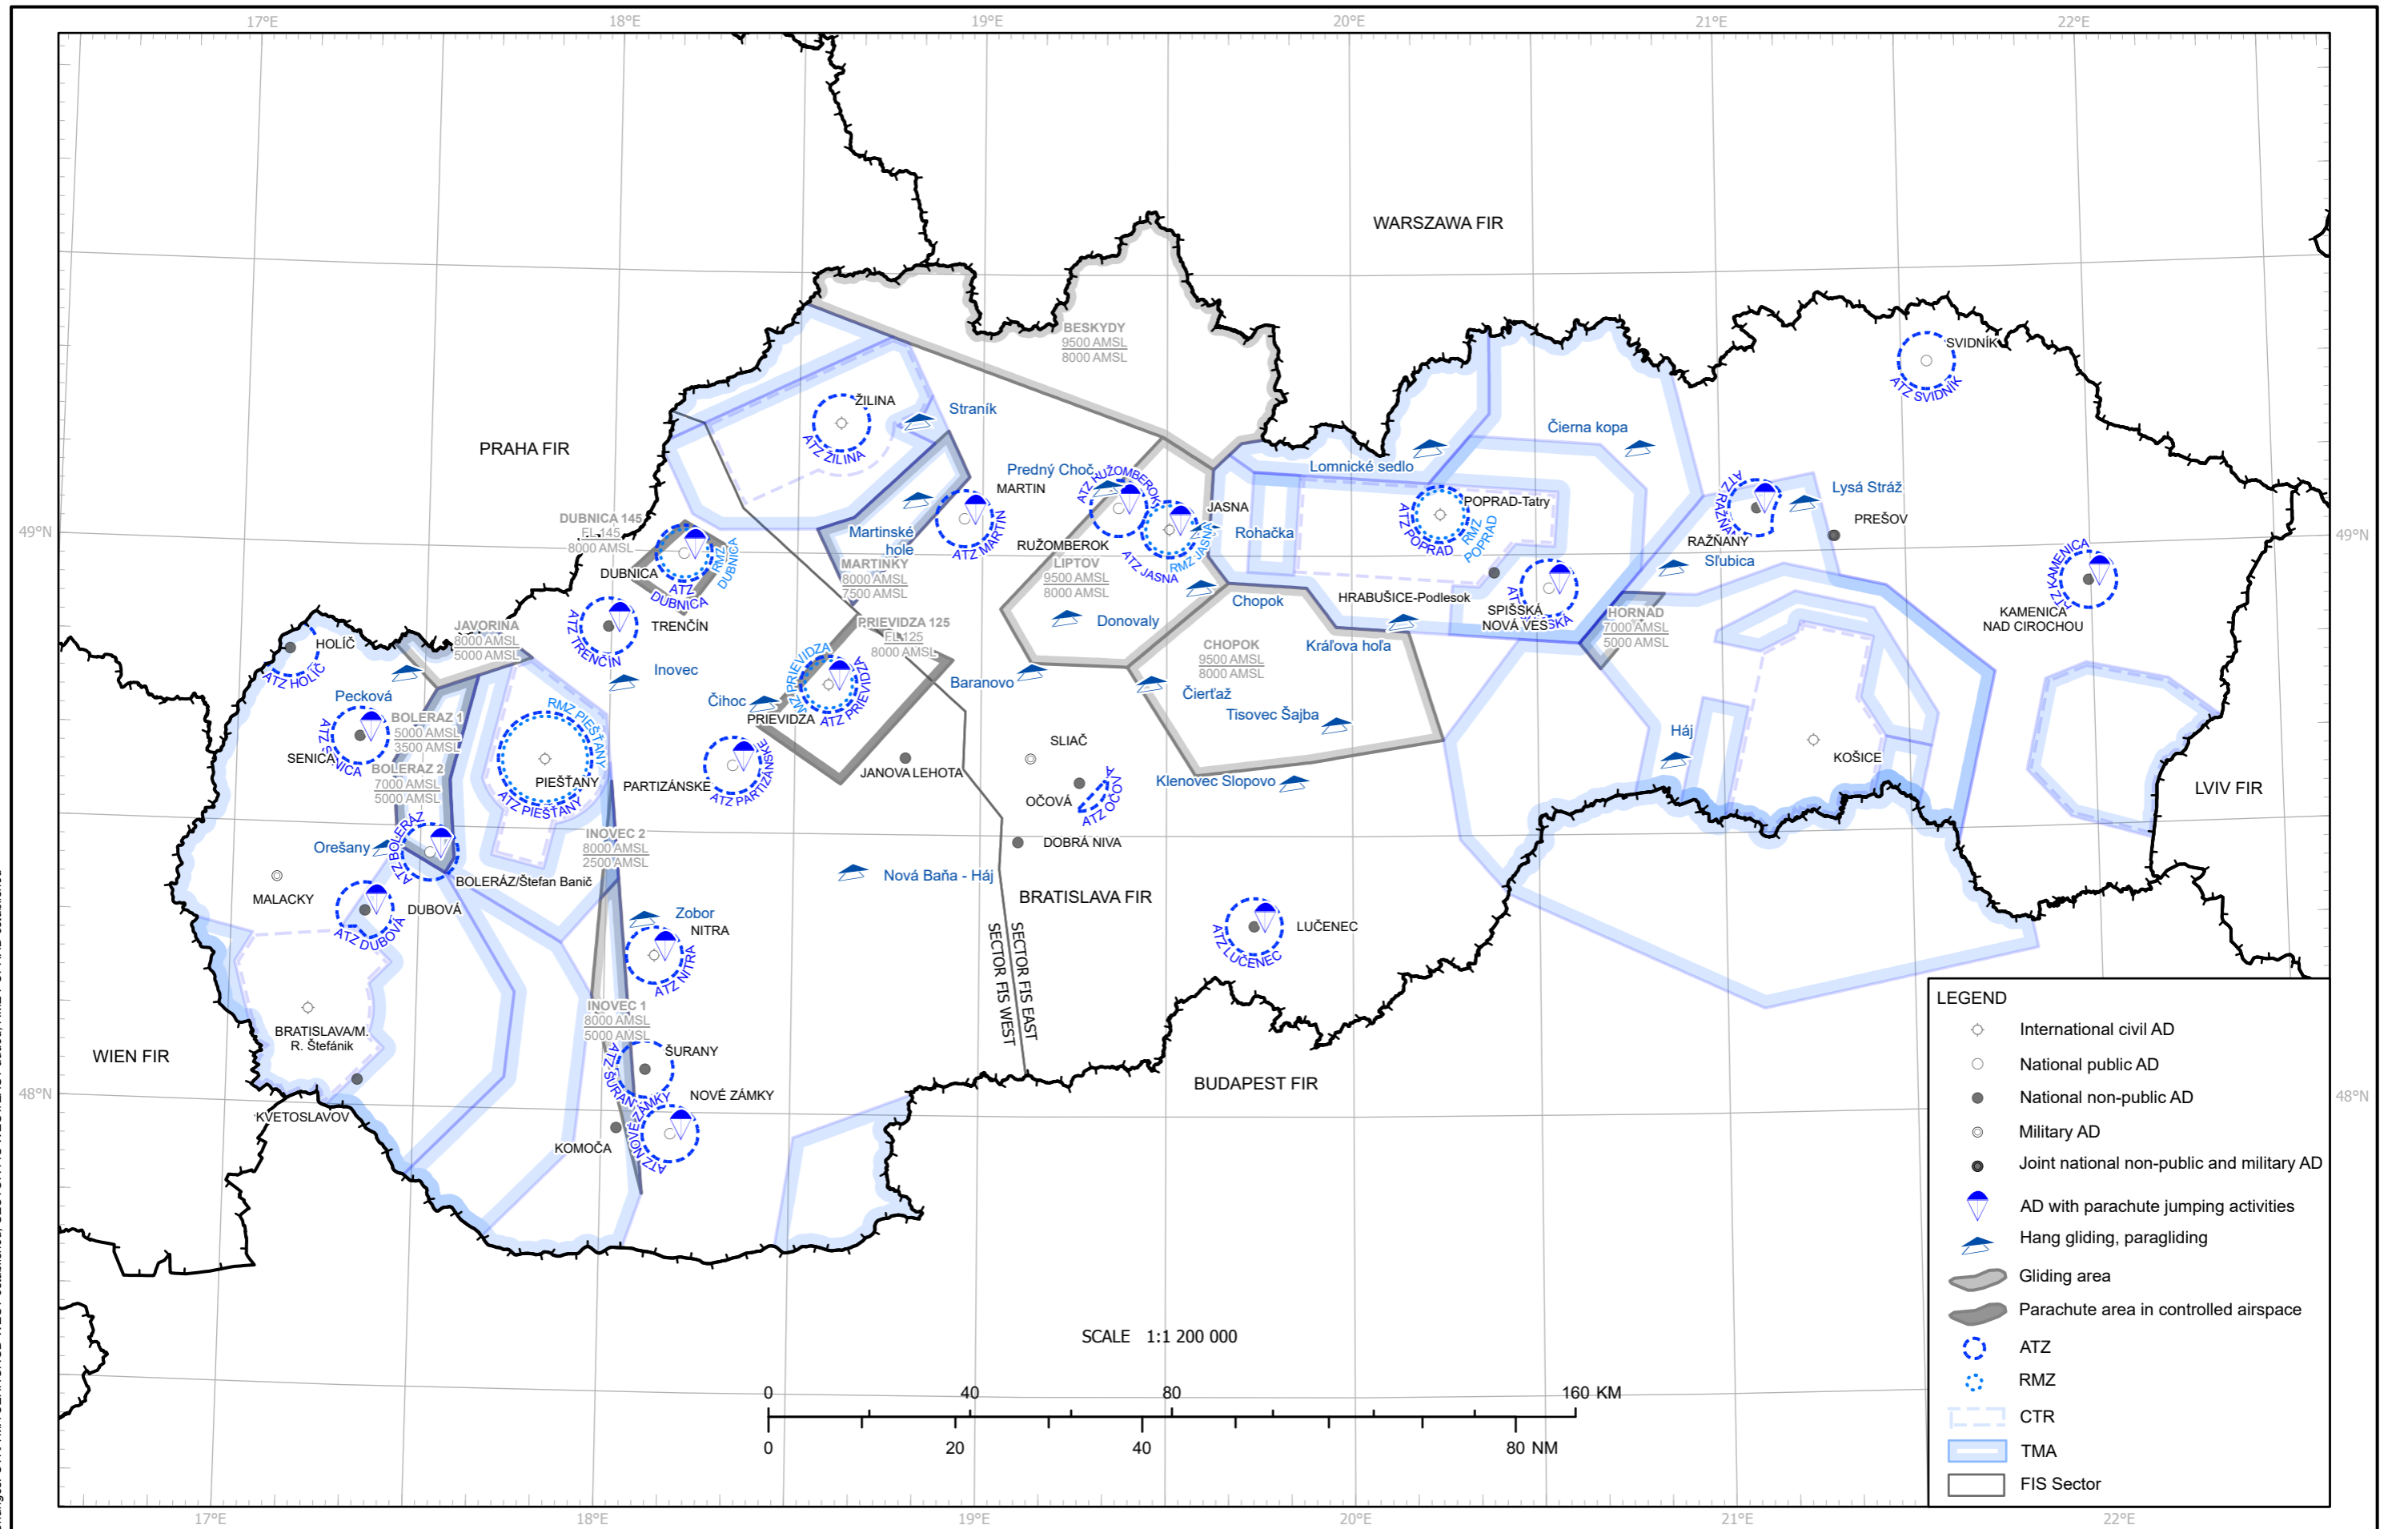 17°E
18°E
19°E
20°E
21°E
22°E
WARSZAWA FIR
PRAHA FIR
BESKYDY
9500 AMSL
8000 AMSL
SVIDNÍK
ATZ SVIDNÍK
ŽILINA
ATZ ŽILINA
Straník
Čierna kopa
Lomnické sedlo
Predný Choč
ATZ RUŽOMBEROK
MARTIN
ATZ MARTIN
Martinské
hole
RUŽOMBEROK
JASNA
ATZ JASNA
RMZ JASNA
Rohačka
POPRAD-Tatry
ATZ POPRAD
RMZ
POPRAD
ATZ RAŽŇANY
RAŽŇANY
Lysá Stráž
PREŠOV
49°N
49°N
DUBNICA 145
FL 145
8000 AMSL
DUBNICA
RMZ
DUBNICA
ATZ
DUBNICA
MARTINKY
8000 AMSL
7500 AMSL
LIPTOV
9500 AMSL
8000 AMSL
Chopok
Donovaly
HRABUŠICE-Podlesok
SPIŠSKÁ
NOVÁ VES
Sľubica
HORNAD
7000 AMSL
5000 AMSL
ATZ KAMENICA
KAMENICA
NAD CIROCHOU
TRENČÍN
ATZ TRENČÍN
JAVORINA
8000 AMSL
5000 AMSL
HOLÍČ
ATZ HOLÍČ
Pecková
Inovec
PRIEVIDZA 125
FL 125
8000 AMSL
RMZ PRIEVIDZA
ATZ PRIEVIDZA
Čihoc
PRIEVIDZA
Baranovo
Čierťaž
CHOPOK
9500 AMSL
8000 AMSL
Kráľova hoľa
Tisovec Šajba
BOLERAZ 1
5000 AMSL
3500 AMSL
BOLERAZ 2
7000 AMSL
5000 AMSL
SENICA
ATZ SENICA
RMZ PIEŠŤANY
PIEŠŤANY
ATZ PIEŠŤANY
PARTIZÁNSKE
ATZ PARTIZÁNSKE
JANOVA LEHOTA
SLIAČ
OČOVÁ
ATZ OČOVÁ
DOBRÁ NIVA
Klenovec Slopovo
Háj
KOŠICE
LVIV FIR
Orešany
ATZ BOLERÁZ
BOLERÁZ/Štefan Banič
INOVEC 2
8000 AMSL
2500 AMSL
MALACKY
DUBOVÁ
ATZ DUBOVÁ
Zobor
NITRA
ATZ NITRA
Nová Baňa - Háj
BRATISLAVA FIR
SECTOR FIS WEST
SECTOR FIS EAST
LUČENEC
ATZ LUČENEC
BRATISLAVA/M.
R. Štefánik
WIEN FIR
INOVEC 1
8000 AMSL
5000 AMSL
ŠURANY
ATZ ŠURANY
NOVÉ ZÁMKY
ATZ NOVÉ ZÁMKY
KOMOČA
KVETOSLAVOV
BUDAPEST FIR
48°N
48°N
SCALE 1:1 200 000
0 40 80 160 KM
0 20 40 80 NM
LEGEND
International civil AD
National public AD
National non-public AD
Military AD
Joint national non-public and military AD
AD with parachute jumping activities
Hang gliding, paragliding
Gliding area
Parachute area in controlled airspace
ATZ
RMZ
CTR
TMA
FIS Sector
17°E
18°E
19°E
20°E
21°E
22°E